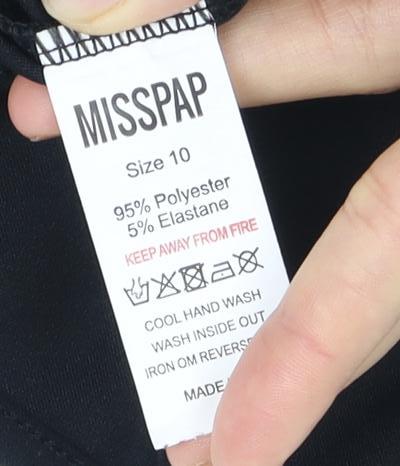 MISSPAP
Size 10
95% Polyester
5% Elastane
KEEP AWAY FROM FIRE
COOL HAND WASH
WASH INSIDE OUT
IRON OM REVERSE
MADE